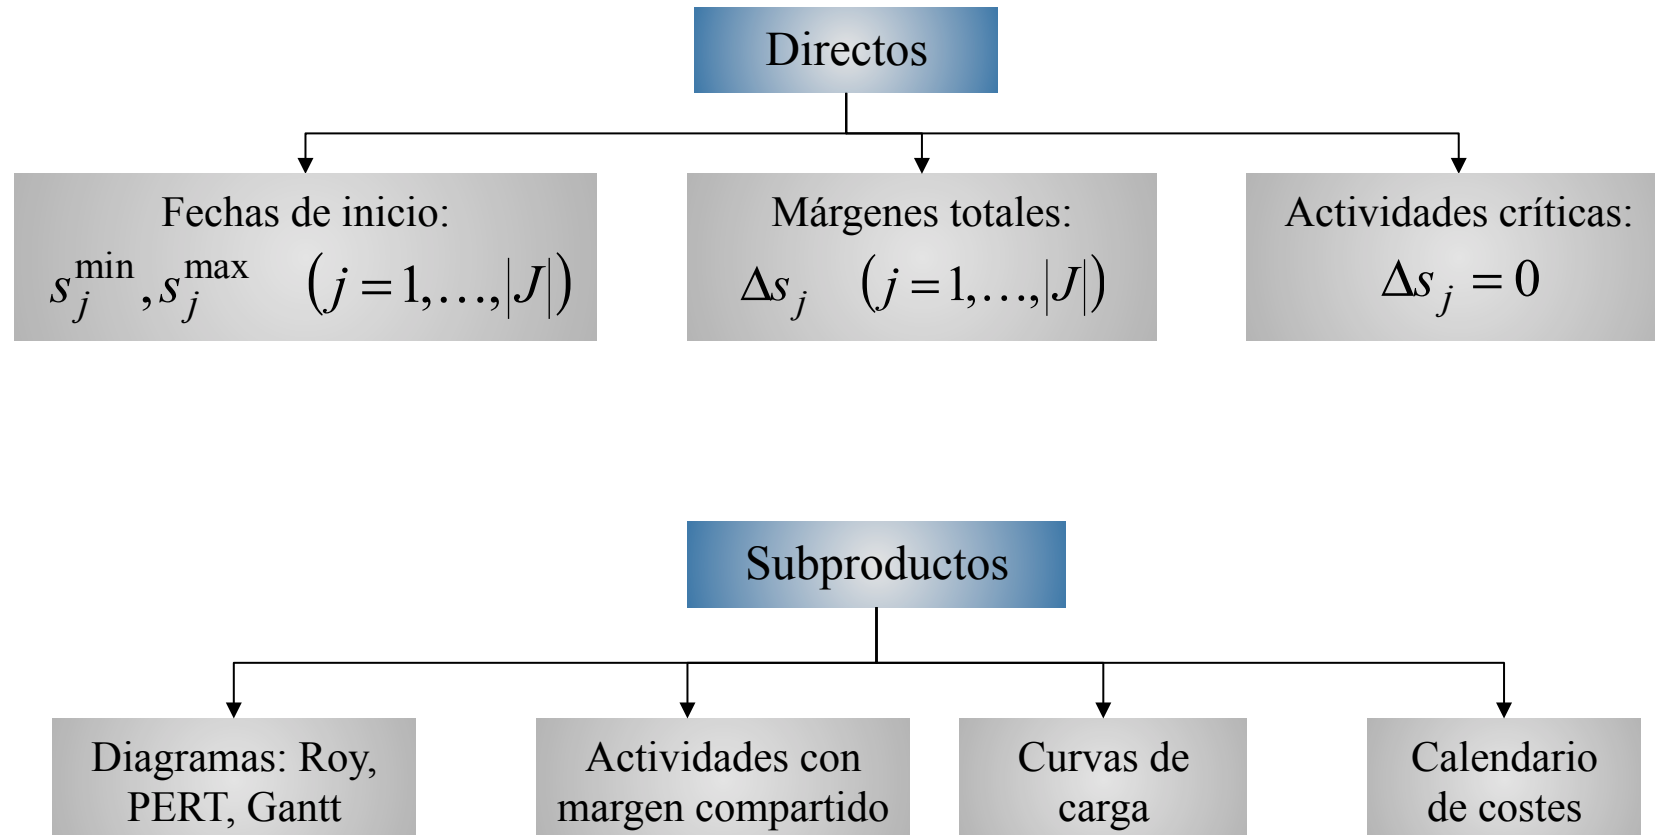 Directos
Fechas de inicio:
s_j^min, s_j^max (j = 1,…,|J|)
Márgenes totales:
Δs_j (j = 1,…,|J|)
Actividades críticas:
Δs_j = 0
Subproductos
Diagramas: Roy,
PERT, Gantt
Actividades con
margen compartido
Curvas de
carga
Calendario
de costes